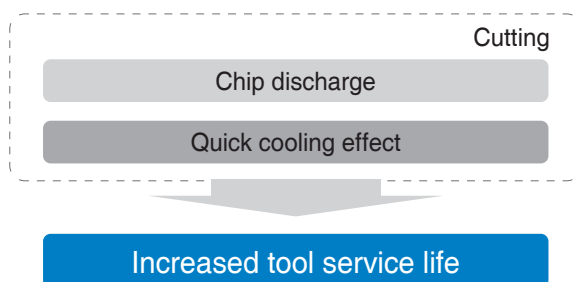 Cutting
Chip discharge
Quick cooling effect
Increased tool service life